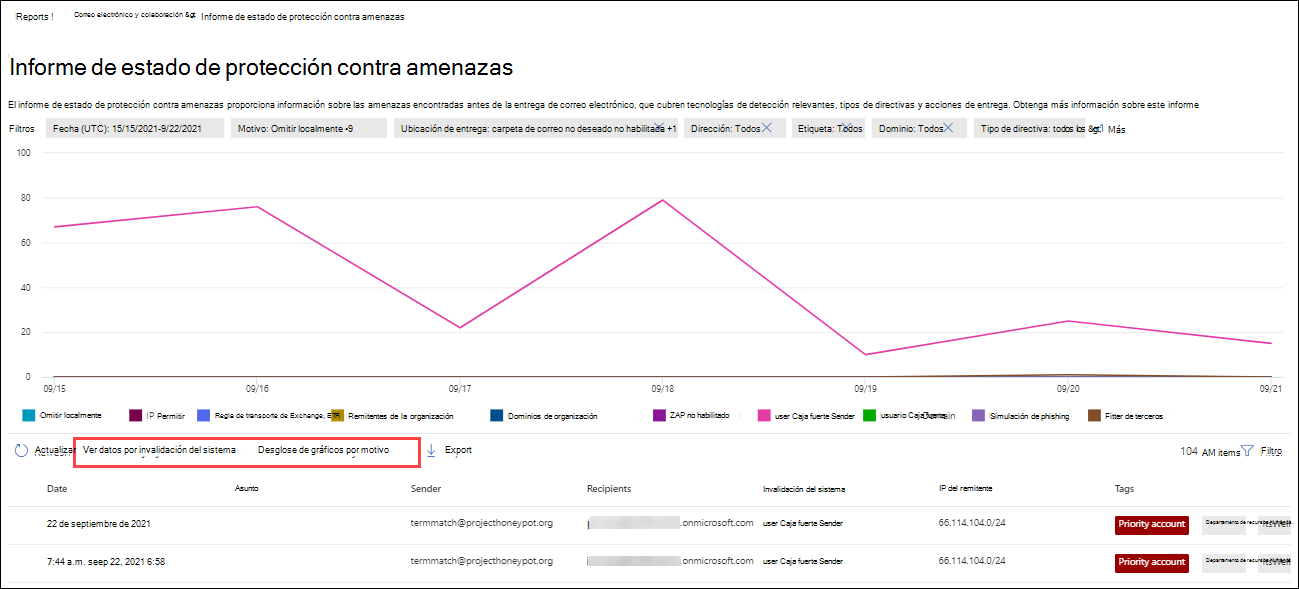 Reports ! Correo electrónico y colaboración &gt; Informe de estado de protección contra amenazas
Informe de estado de protección contra amenazas
El informe de estado de protección contra amenazas proporciona información sobre las amenazas encontradas antes de la entrega de correo electrónico, que cubren tecnologías de detección relevantes, tipos de directivas y acciones de entrega. Obtenga más información sobre este informe
Filtros Fecha (UTC): 15/15/2021-9/22/2021 Motivo: Omitir localmente +9 Ubicación de entrega: carpeta de correo no deseado no habilitada +1 Dirección: Todos Etiqueta: Todos Dominio: Todos Tipo de directiva: todos los &gt; Más
100
80
60
40
20
0
09/15 09/16 09/17 09/18 09/19 09/20 09/21
Omitir localmente IP Permitir Regla de transporte de Exchange, ETR Remitentes de la organización Dominios de organización ZAP no habilitado user Caja fuerte Sender usuario Caja fuerte Domain Simulación de phishing Fitter de terceros
Actualizar Ver datos por invalidación del sistema Desglose de gráficos por motivo Export 104 AM items Filtro
Date Asunto Sender Recipients Invalidación del sistema IP del remitente Tags
22 de septiembre de 2021 termmatch@projecthoneypot.org .onmicrosoft.com user Caja fuerte Sender 66.114.104.0/24 Priority account Departamento de recursos
7:44 a.m. seep 22, 2021 6:58 termmatch@projecthoneypot.org .onmicrosoft.com user Caja fuerte Sender 66.114.104.0/24 Priority account Departamento de recursos